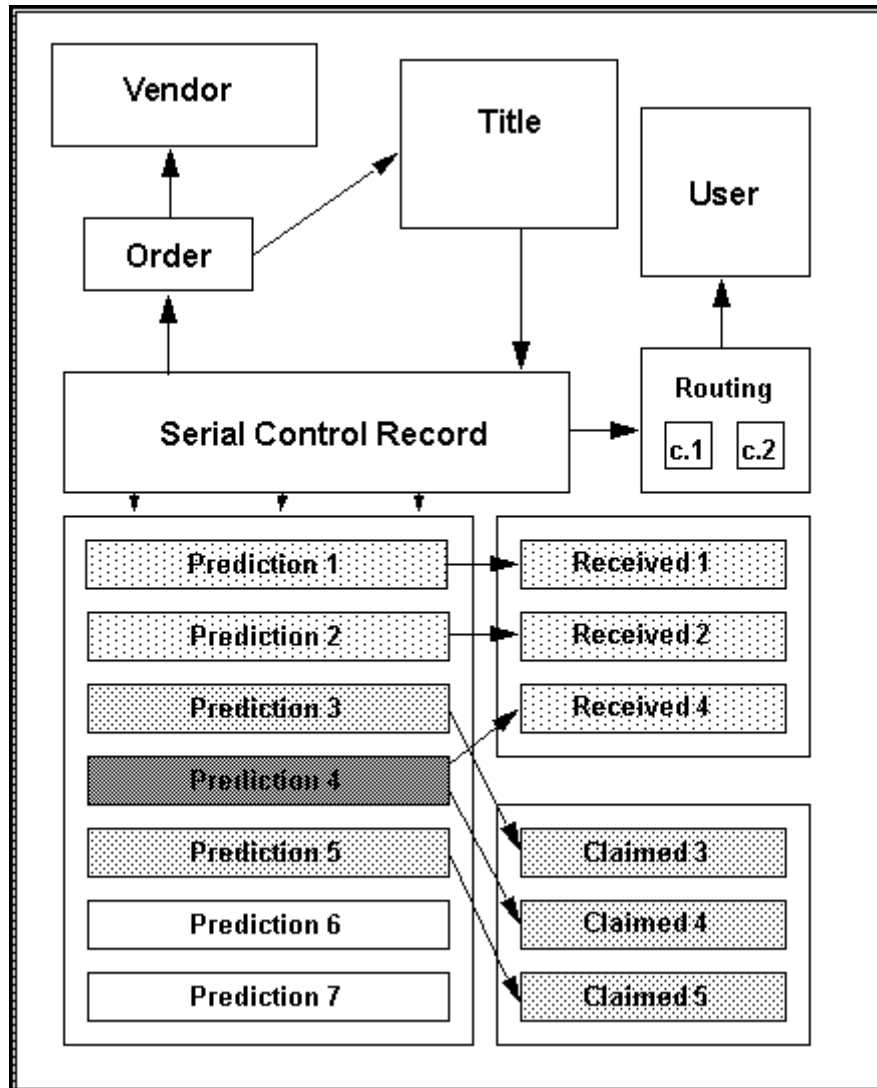 Vendor
Title
User
Order
Routing
c.1 c.2
Serial Control Record
Prediction 1
Received 1
Prediction 2
Received 2
Prediction 3
Received 4
Prediction 4
Prediction 5
Claimed 3
Prediction 6
Claimed 4
Prediction 7
Claimed 5